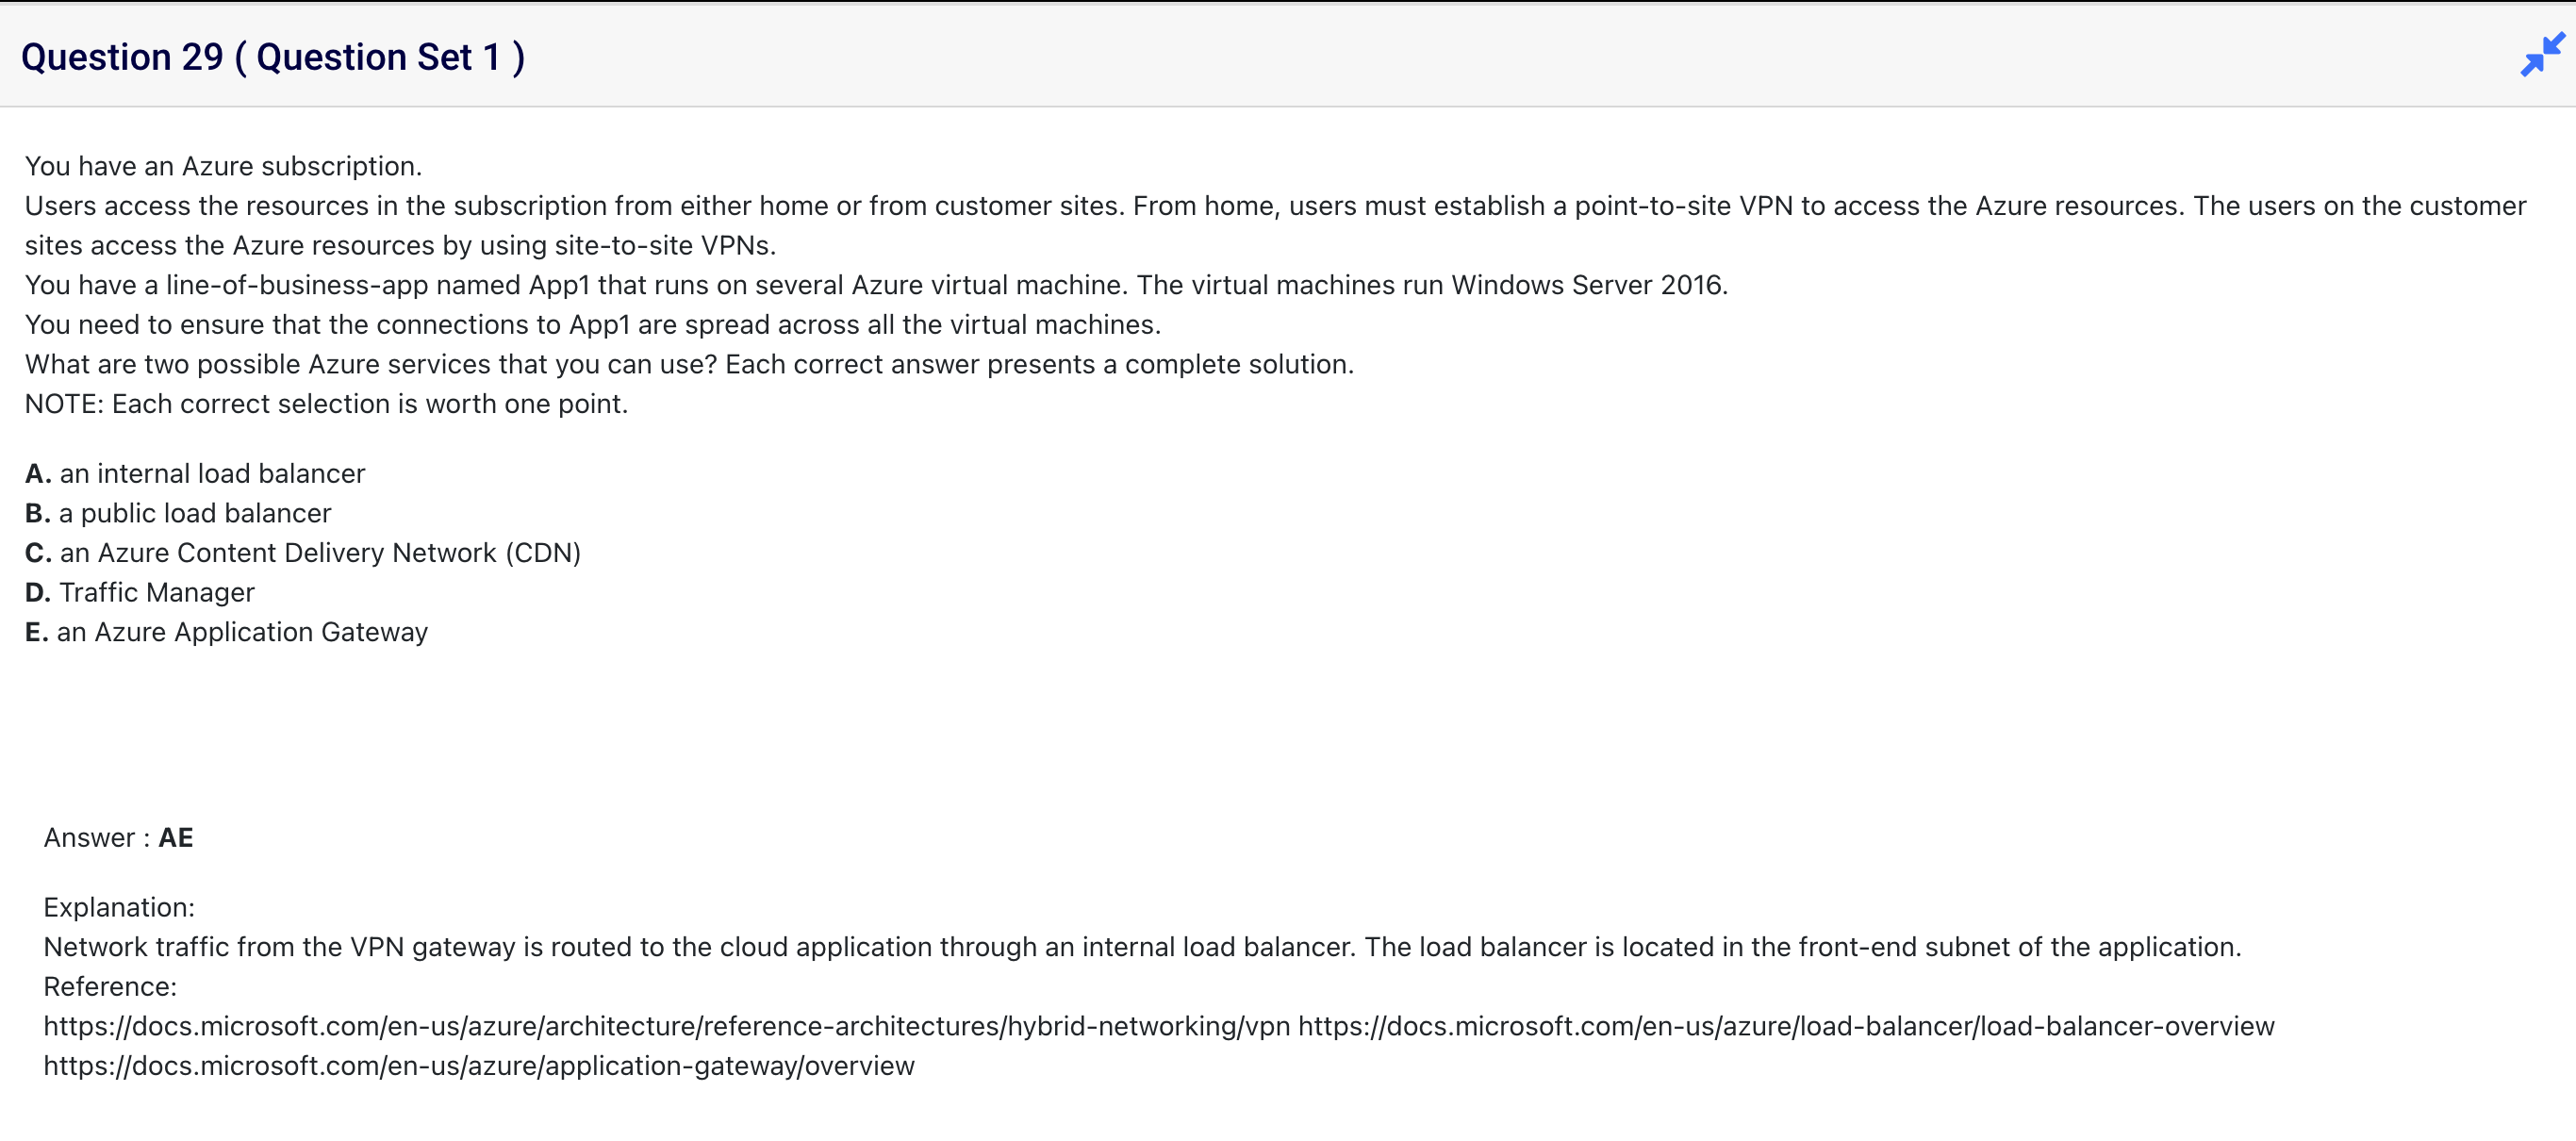 Question 29 ( Question Set 1 )
You have an Azure subscription.
Users access the resources in the subscription from either home or from customer sites. From home, users must establish a point-to-site VPN to access the Azure resources. The users on the customer
sites access the Azure resources by using site-to-site VPNs.
You have a line-of-business-app named App1 that runs on several Azure virtual machine. The virtual machines run Windows Server 2016.
You need to ensure that the connections to App1 are spread across all the virtual machines.
What are two possible Azure services that you can use? Each correct answer presents a complete solution.
NOTE: Each correct selection is worth one point.
A. an internal load balancer
B. a public load balancer
C. an Azure Content Delivery Network (CDN)
D. Traffic Manager
E. an Azure Application Gateway
Answer : AE
Explanation:
Network traffic from the VPN gateway is routed to the cloud application through an internal load balancer. The load balancer is located in the front-end subnet of the application.
Reference:
https://docs.microsoft.com/en-us/azure/architecture/reference-architectures/hybrid-networking/vpn https://docs.microsoft.com/en-us/azure/load-balancer/load-balancer-overview
https://docs.microsoft.com/en-us/azure/application-gateway/overview